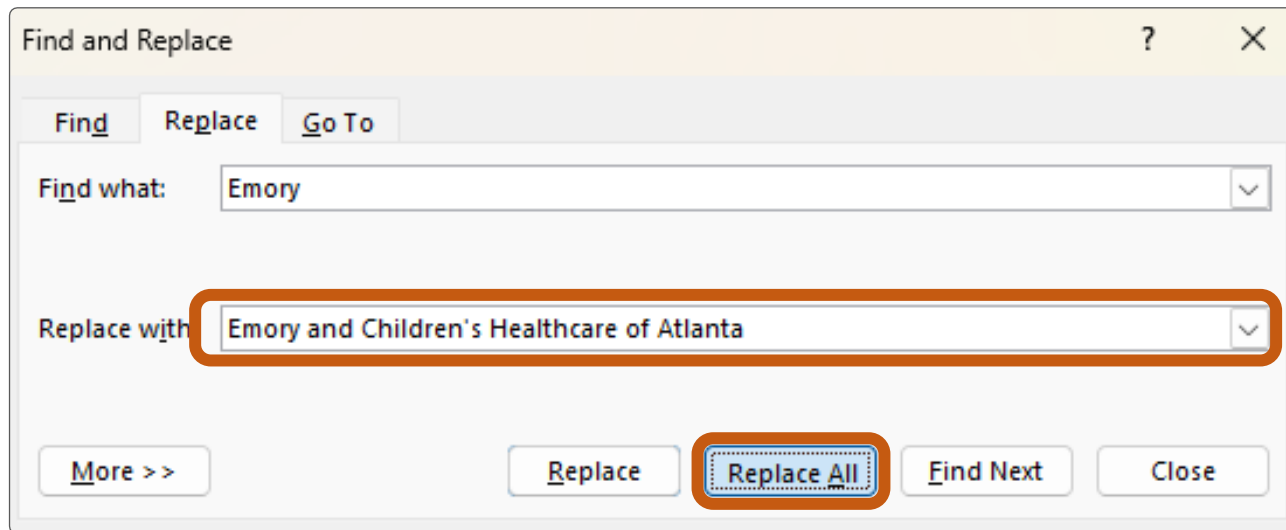 Find and Replace ?
Find Replace Go To
Find what: Emory
Replace with Emory and Children's Healthcare of Atlanta
More >> Replace Replace All Find Next Close